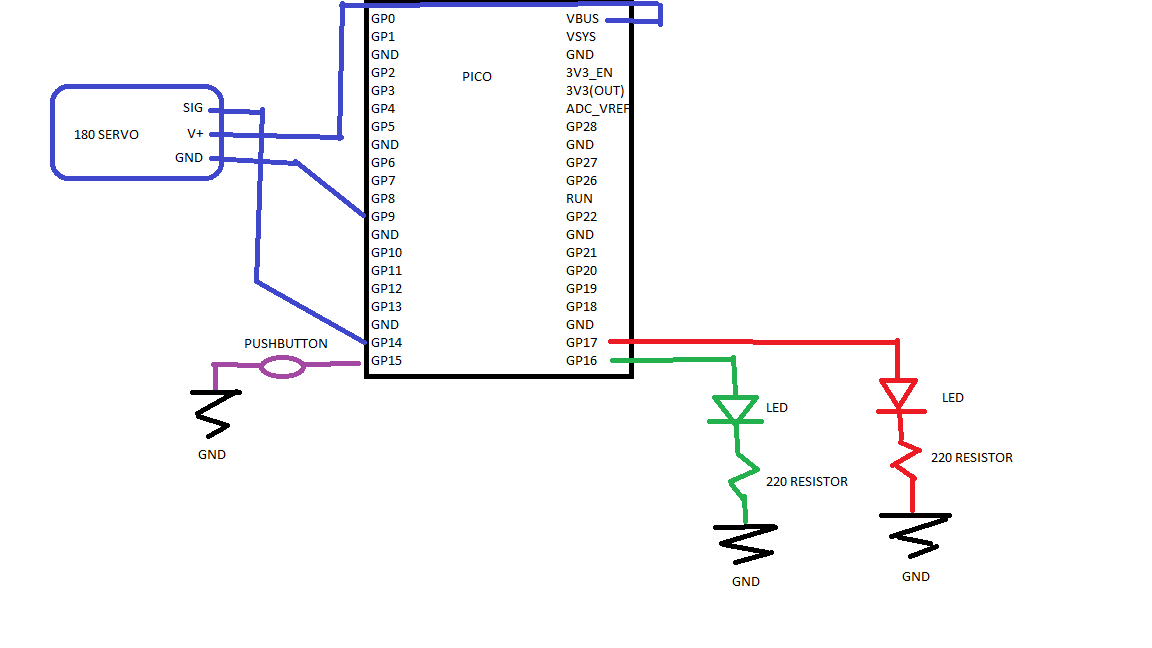 GP0
GP1
GND
GP2
GP3
GP4
GP5
GND
GP6
GP7
GP8
GP9
GND
GP10
GP11
GP12
GP13
GND
GP14
GP15
PICO
VBUS
VSYS
GND
3V3_EN
3V3(OUT)
ADC_VREF
GP28
GND
GP27
GP26
RUN
GP22
GND
GP21
GP20
GP19
GP18
GND
GP17
GP16
180 SERVO
SIG
V+
GND
PUSHBUTTON
GND
LED
220 RESISTOR
GND
LED
220 RESISTOR
GND